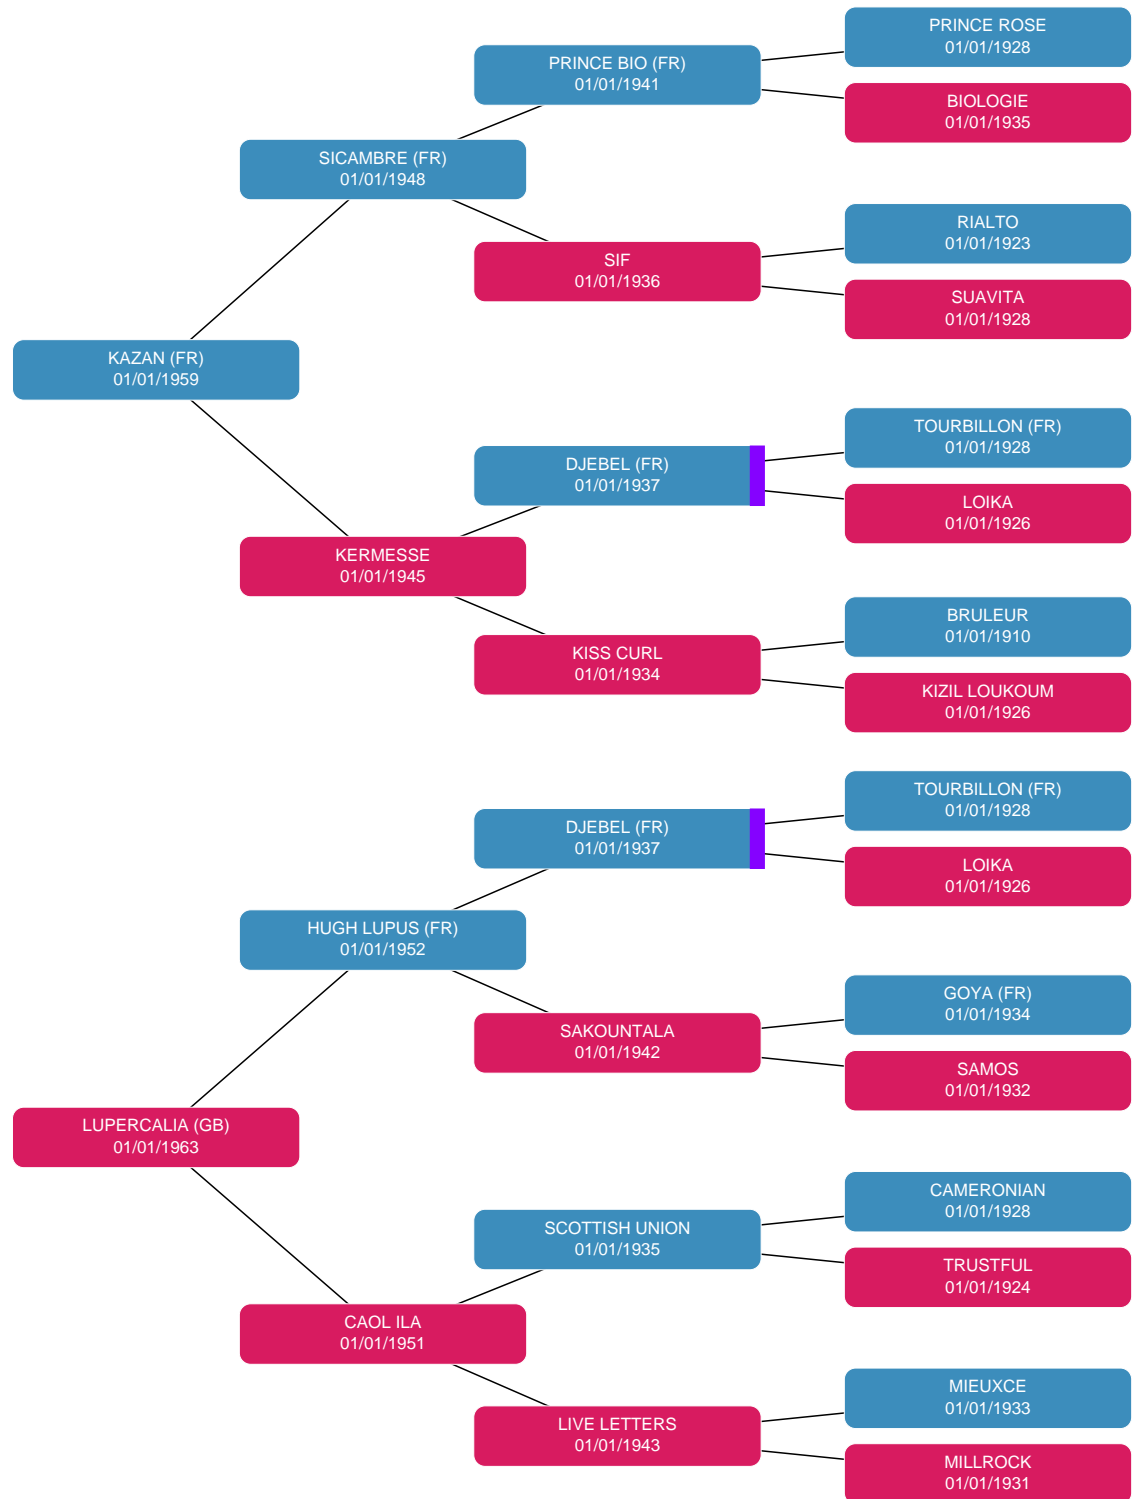 PRINCE ROSE
01/01/1928
PRINCE BIO (FR)
01/01/1941
BIOLOGIE
01/01/1935
SICAMBRE (FR)
01/01/1948
RIALTO
01/01/1923
SIF
01/01/1936
SUAVITA
01/01/1928
KAZAN (FR)
01/01/1959
TOURBILLON (FR)
01/01/1928
DJEBEL (FR)
01/01/1937
LOIKA
01/01/1926
KERMESSE
01/01/1945
BRULEUR
01/01/1910
KISS CURL
01/01/1934
KIZIL LOUKOUM
01/01/1926
TOURBILLON (FR)
01/01/1928
DJEBEL (FR)
01/01/1937
LOIKA
01/01/1926
HUGH LUPUS (FR)
01/01/1952
GOYA (FR)
01/01/1934
SAKOUNTALA
01/01/1942
SAMOS
01/01/1932
LUPERCALIA (GB)
01/01/1963
CAMERONIAN
01/01/1928
SCOTTISH UNION
01/01/1935
TRUSTFUL
01/01/1924
CAOL ILA
01/01/1951
MIEUXCE
01/01/1933
LIVE LETTERS
01/01/1943
MILLROCK
01/01/1931